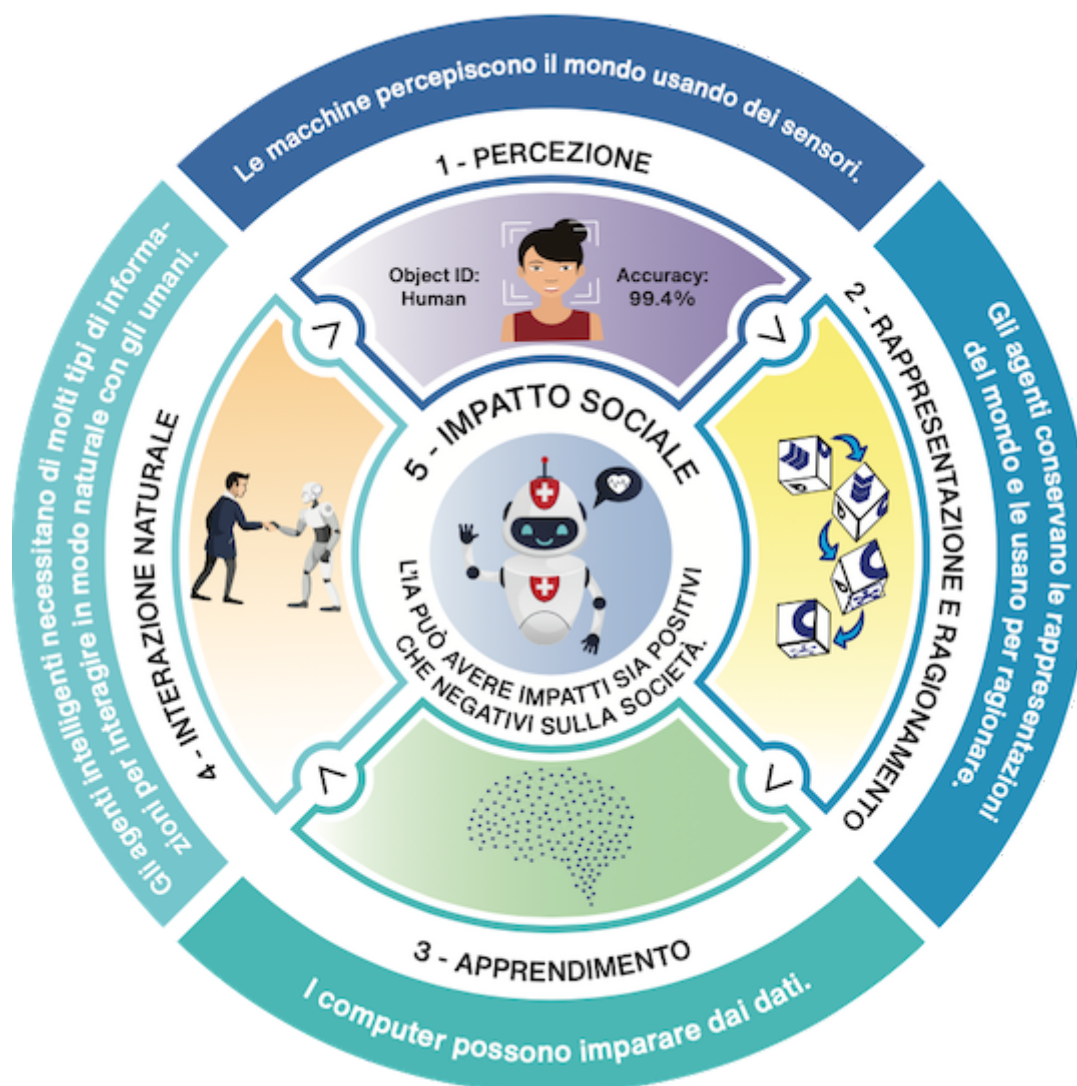 Le macchine percepiscono il mondo usando dei sensori.
1 - PERCEZIONE
Object ID:
Human
Accuracy:
99.4%
2 - RAPPRESENTAZIONE E RAGIONAMENTO
Gli agenti conservano le rappresentazioni
del mondo e le usano per ragionare.
3 - APPRENDIMENTO
I computer possono imparare dai dati.
4 - INTERAZIONE NATURALE
Gli agenti intelligenti necessitano di molti tipi di informa-
zioni per interagire in modo naturale con gli umani.
5 - IMPATTO SOCIALE
L'IA PUÒ AVERE IMPATTI SIA POSITIVI
CHE NEGATIVI SULLA SOCIETÀ.